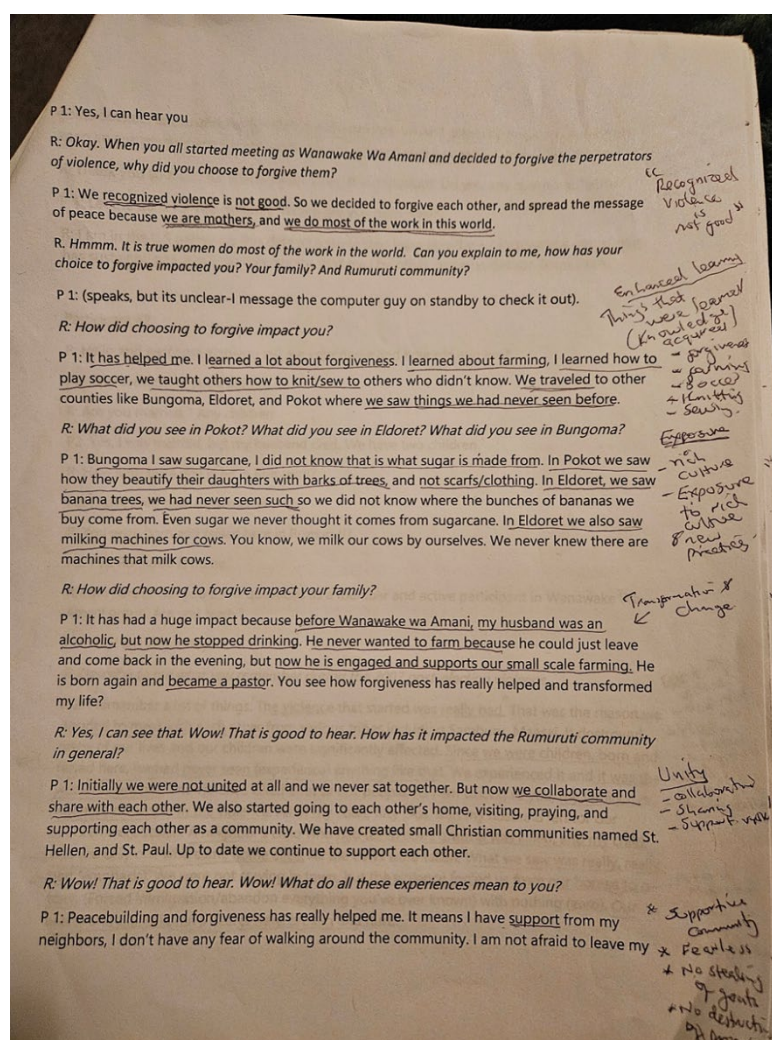 P 1: Yes, I can hear you
R: Okay. When you all started meeting as Wanawake Wa Amani and decided to forgive the perpetrators
of violence, why did you choose to forgive them?
P 1: We recognized violence is not good. So we decided to forgive each other, and spread the message
of peace because we are mothers, and we do most of the work in this world.
R. Hmmm. It is true women do most of the work in the world. Can you explain to me, how has your
choice to forgive impacted you? Your family? And Rumuruti community?
P 1: (speaks, but its unclear-I message the computer guy on standby to check it out).
R: How did choosing to forgive impact you?
P 1: It has helped me. I learned a lot about forgiveness. I learned about farming, I learned how to
play soccer, we taught others how to knit/sew to others who didn't know. We traveled to other
counties like Bungoma, Eldoret, and Pokot where we saw things we had never seen before.
R: What did you see in Pokot? What did you see in Eldoret? What did you see in Bungoma?
P 1: Bungoma I saw sugarcane, I did not know that is what sugar is made from. In Pokot we saw
how they beautify their daughters with barks of trees, and not scarfs/clothing. In Eldoret, we saw
banana trees, we had never seen such so we did not know where the bunches of bananas we
buy come from. Even sugar we never thought it comes from sugarcane. In Eldoret we also saw
milking machines for cows. You know, we milk our cows by ourselves. We never knew there are
machines that milk cows.
R: How did choosing to forgive impact your family?
P 1: It has had a huge impact because before Wanawake wa Amani, my husband was an
alcoholic, but now he stopped drinking. He never wanted to farm because he could just leave
and come back in the evening, but now he is engaged and supports our small scale farming. He
is born again and became a pastor. You see how forgiveness has really helped and transformed
my life?
R: Yes, I can see that. Wow! That is good to hear. How has it impacted the Rumuruti community
in general?
P 1: Initially we were not united at all and we never sat together. But now we collaborate and
share with each other. We also started going to each other's home, visiting, praying, and
supporting each other as a community. We have created small Christian communities named St.
Hellen, and St. Paul. Up to date we continue to support each other.
R: Wow! That is good to hear. Wow! What do all these experiences mean to you?
P 1: Peacebuilding and forgiveness has really helped me. It means I have support from my
neighbors, I don't have any fear of walking around the community. I am not afraid to leave my
"Recognized
Violence
is
not good"
Enhanced learning
Things that
were learned
(Knowledge
acquired)
- forgiveness
- farming
- Soccer
+ Knitting
- Sewing
Exposure
- rich
culture
- Exposure
to rich
culture
& new
practices
Transformation &
change
Unity
- collaboration
- Sharing
- Support
* Supportive
Community
* Fearless
* No stealing
of goats
* No